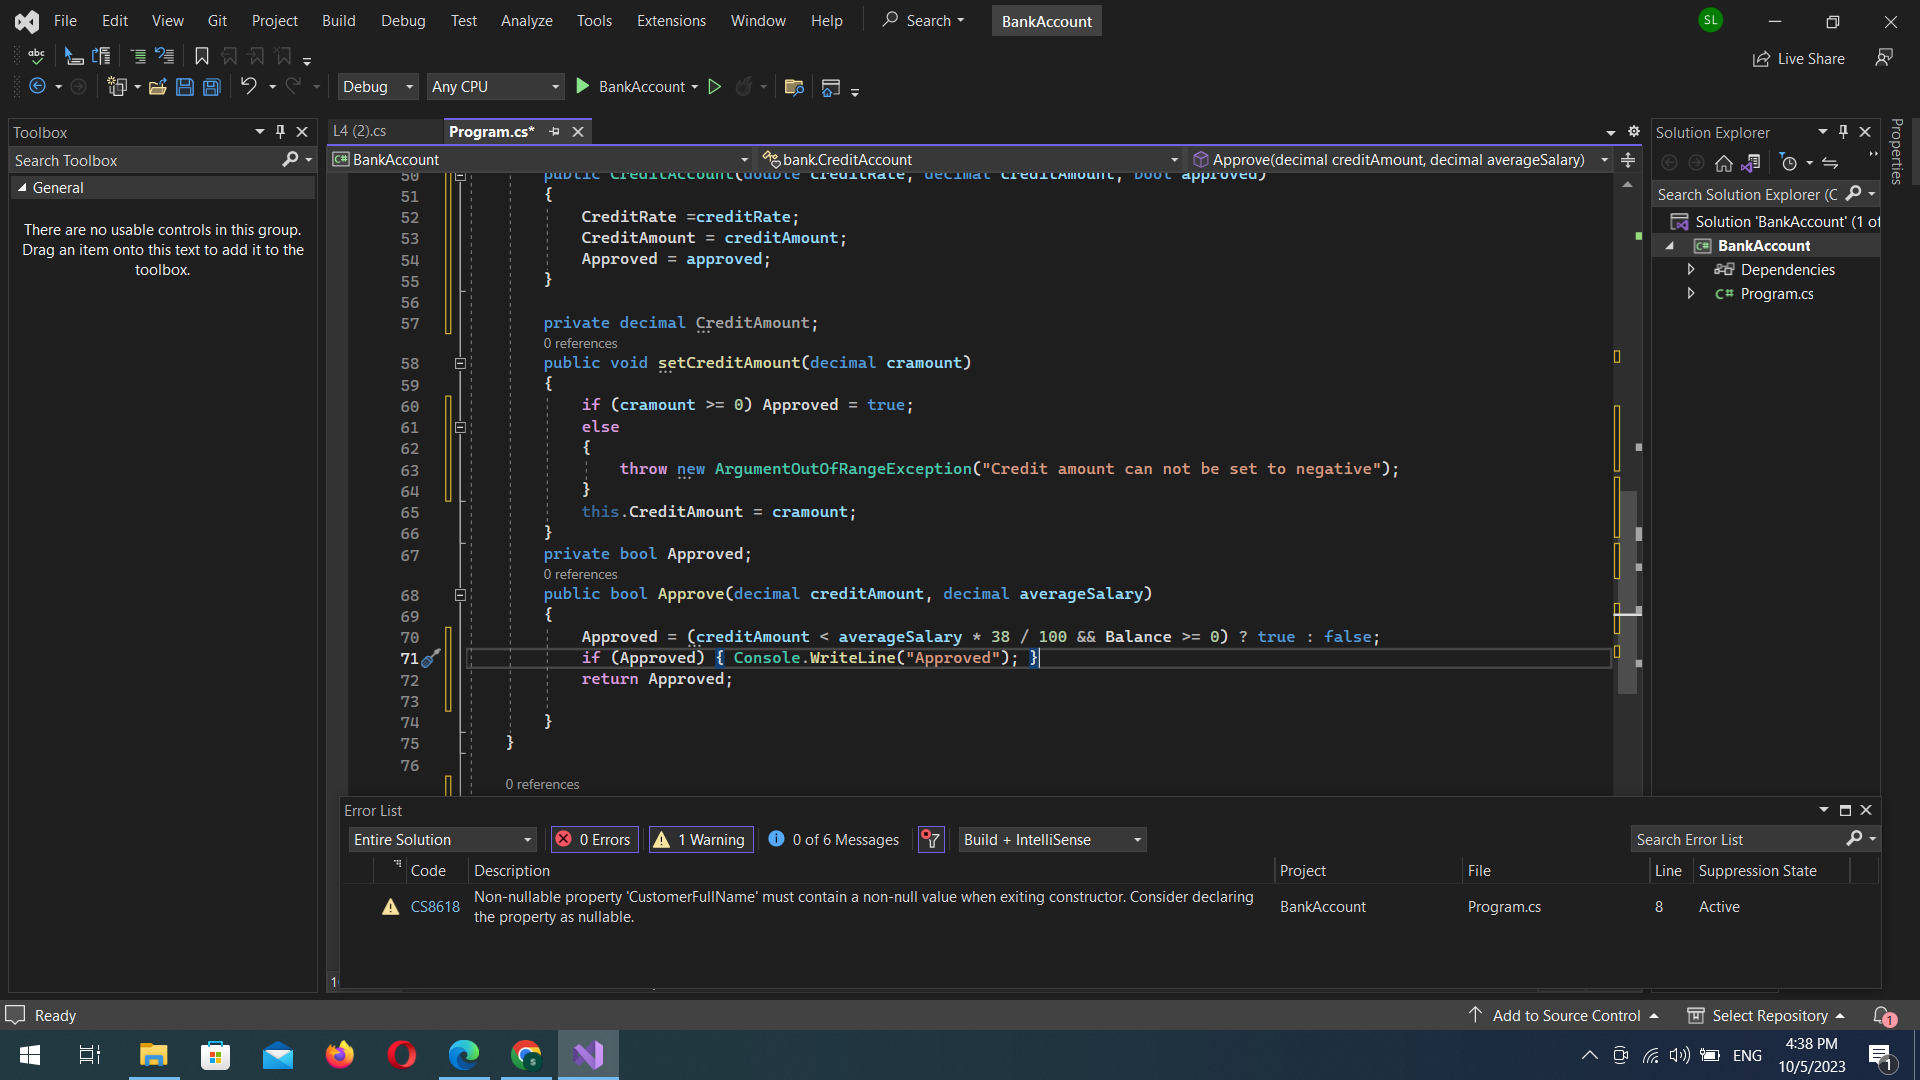 File Edit View Git Project Build Debug Test Analyze Tools Extensions Window Help Search BankAccount SL
abc Live Share
Debug Any CPU BankAccount
Toolbox
Search Toolbox
General
There are no usable controls in this group.
Drag an item onto this text to add it to the
toolbox.
L4 (2).cs Program.cs*
C# BankAccount bank.CreditAccount Approve(decimal creditAmount, decimal averageSalary)
50 public CreditAccount(double creditRate, decimal creditAmount, bool approved)
51 {
52 CreditRate =creditRate;
53 CreditAmount = creditAmount;
54 Approved = approved;
55 }
56
57 private decimal CreditAmount;
0 references
58 public void setCreditAmount(decimal cramount)
59 {
60 if (cramount >= 0) Approved = true;
61 else
62 {
63 throw new ArgumentOutOfRangeException("Credit amount can not be set to negative");
64 }
65 this.CreditAmount = cramount;
66 }
67 private bool Approved;
0 references
68 public bool Approve(decimal creditAmount, decimal averageSalary)
69 {
70 Approved = (creditAmount < averageSalary * 38 / 100 && Balance >= 0) ? true : false;
71 if (Approved) { Console.WriteLine("Approved"); }
72 return Approved;
73
74 }
75 }
76
0 references
Solution Explorer
Search Solution Explorer (C
Solution 'BankAccount' (1 of
C# BankAccount
Dependencies
C# Program.cs
Properties
Error List
Entire Solution 0 Errors 1 Warning 0 of 6 Messages Build + IntelliSense Search Error List
Code Description Project File Line Suppression State
CS8618 Non-nullable property 'CustomerFullName' must contain a non-null value when exiting constructor. Consider declaring
the property as nullable. BankAccount Program.cs 8 Active
Ready Add to Source Control Select Repository 1
ENG 4:38 PM
10/5/2023 1